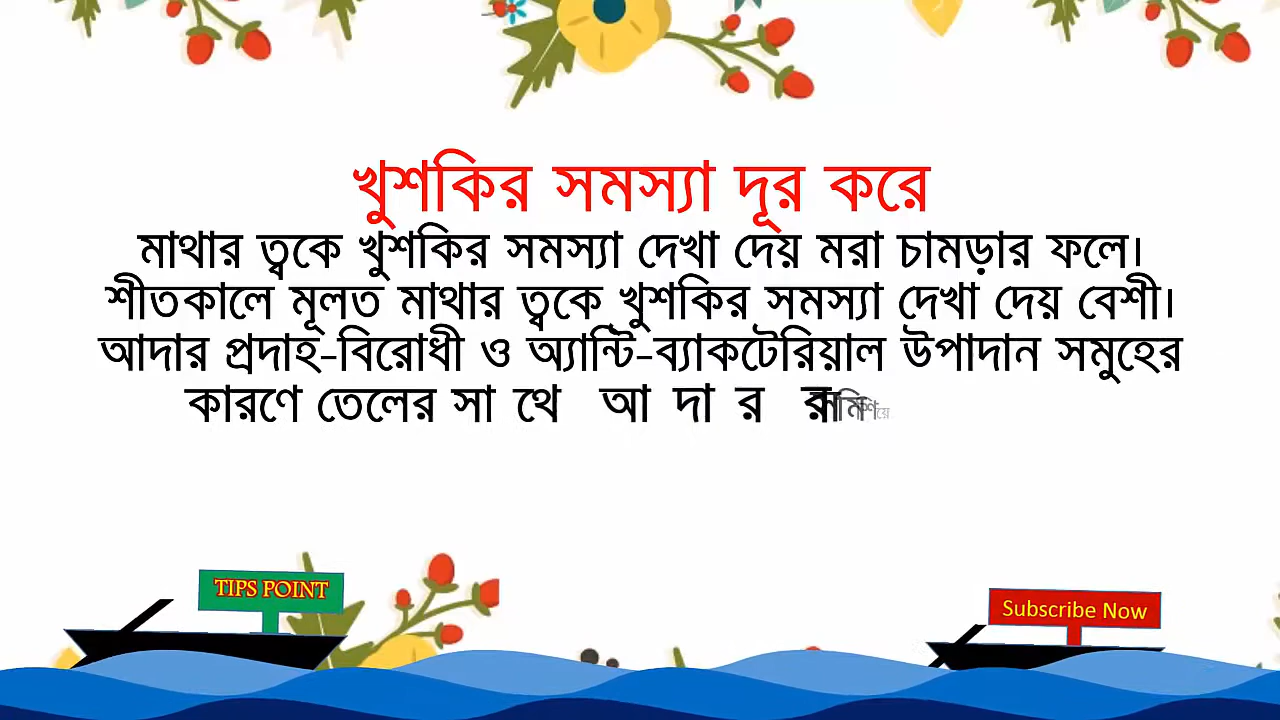 খুশকির সমস্যা দূর করে
মাথার ত্বকে খুশকির সমস্যা দেখা দেয় মরা চামড়ার ফলে।
শীতকালে মূলত মাথার ত্বকে খুশকির সমস্যা দেখা দেয় বেশী।
আদার প্রদাহ-বিরোধী ও অ্যান্টি-ব্যাকটেরিয়াল উপাদান সমুহের
কারণে তেলের সাথে আদার
TIPS POINT
Subscribe Now